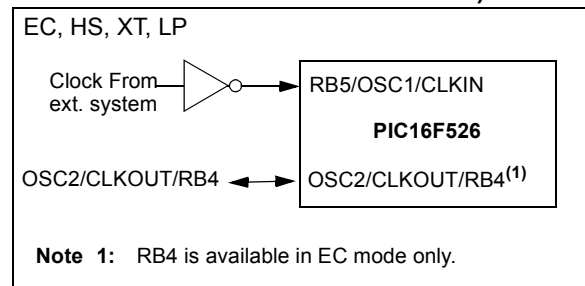 EC, HS, XT, LP
Clock From
ext. system
RB5/OSC1/CLKIN
PIC16F526
OSC2/CLKOUT/RB4
OSC2/CLKOUT/RB4(1)
Note 1: RB4 is available in EC mode only.